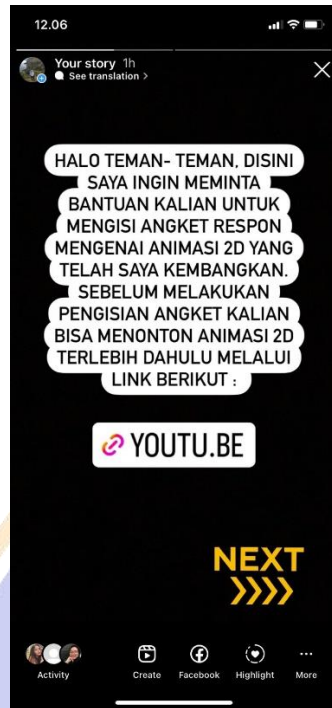 12.06
Your story 1h
See translation >
HALO TEMAN- TEMAN, DISINI
SAYA INGIN MEMINTA
BANTUAN KALIAN UNTUK
MENGISI ANGKET RESPON
MENGENAI ANIMASI 2D YANG
TELAH SAYA KEMBANGKAN.
SEBELUM MELAKUKAN
PENGISIAN ANGKET KALIAN
BISA MENONTON ANIMASI 2D
TERLEBIH DAHULU MELALUI
LINK BERIKUT :
YOUTU.BE
NEXT
Activity Create Facebook Highlight More